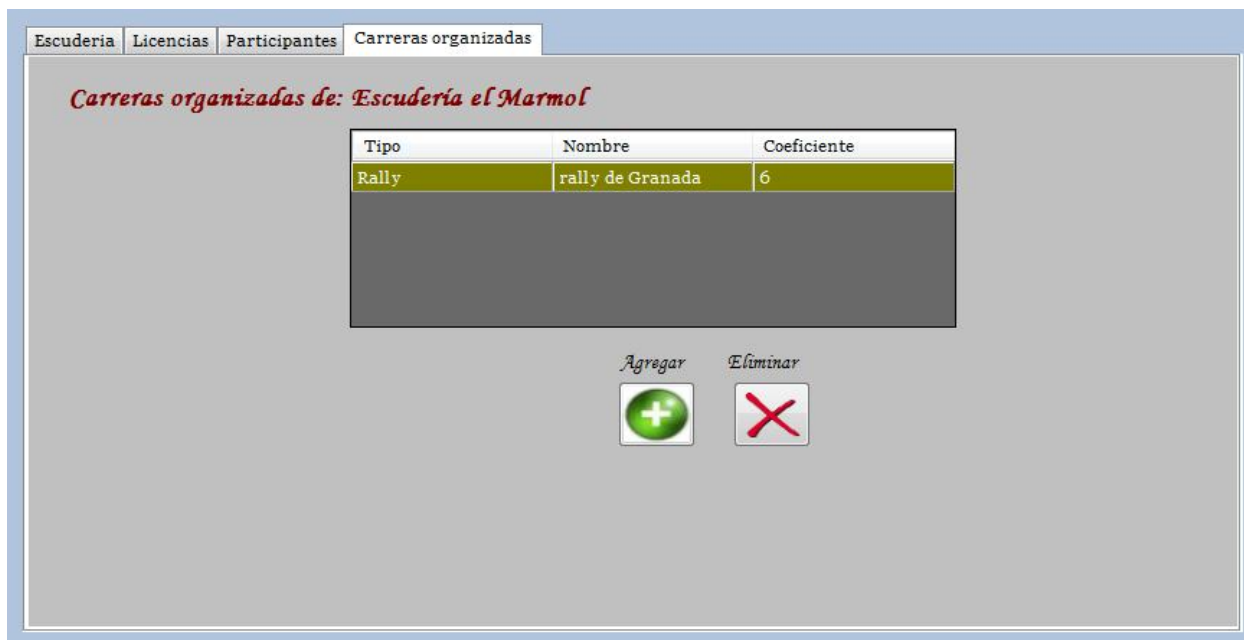 Escuderia Licencias Participantes Carreras organizadas
Carreras organizadas de: Escudería el Marmol
Tipo Nombre Coeficiente
Rally rally de Granada 6
Agregar Eliminar